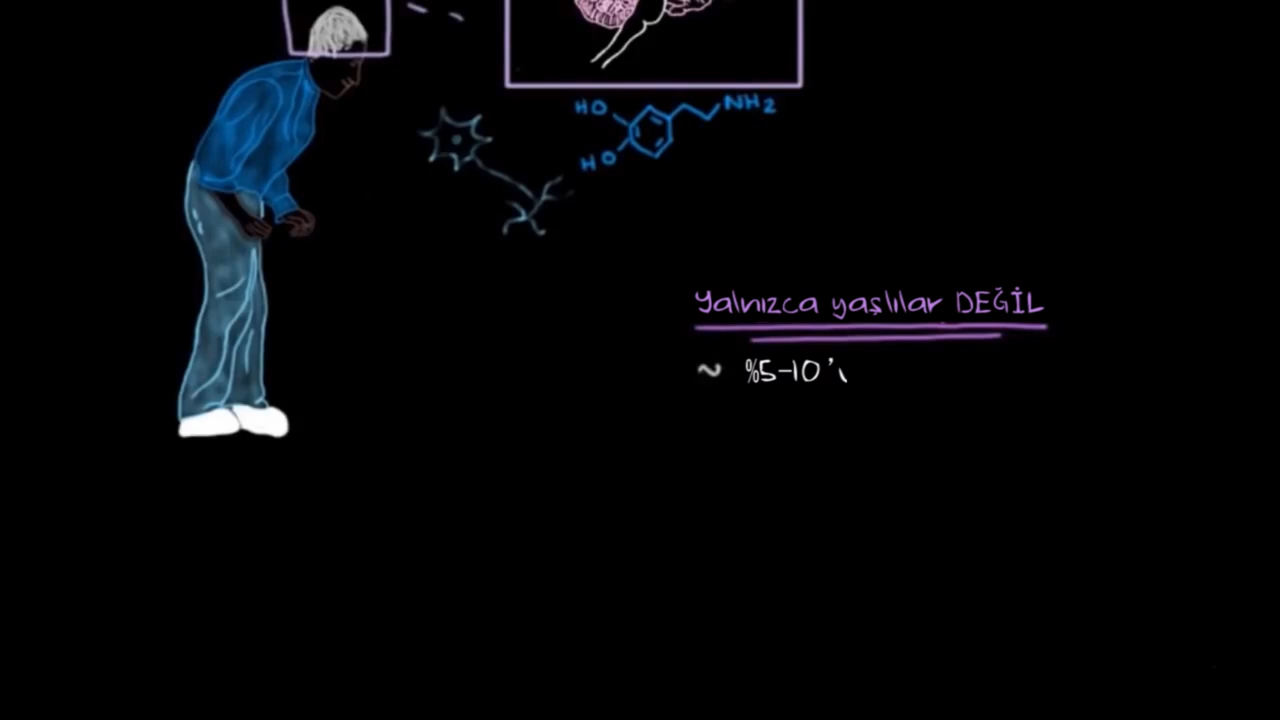 HO
NH2
HO
Yalnızca yaşlılar DEĞİL
~ %5-10'ı